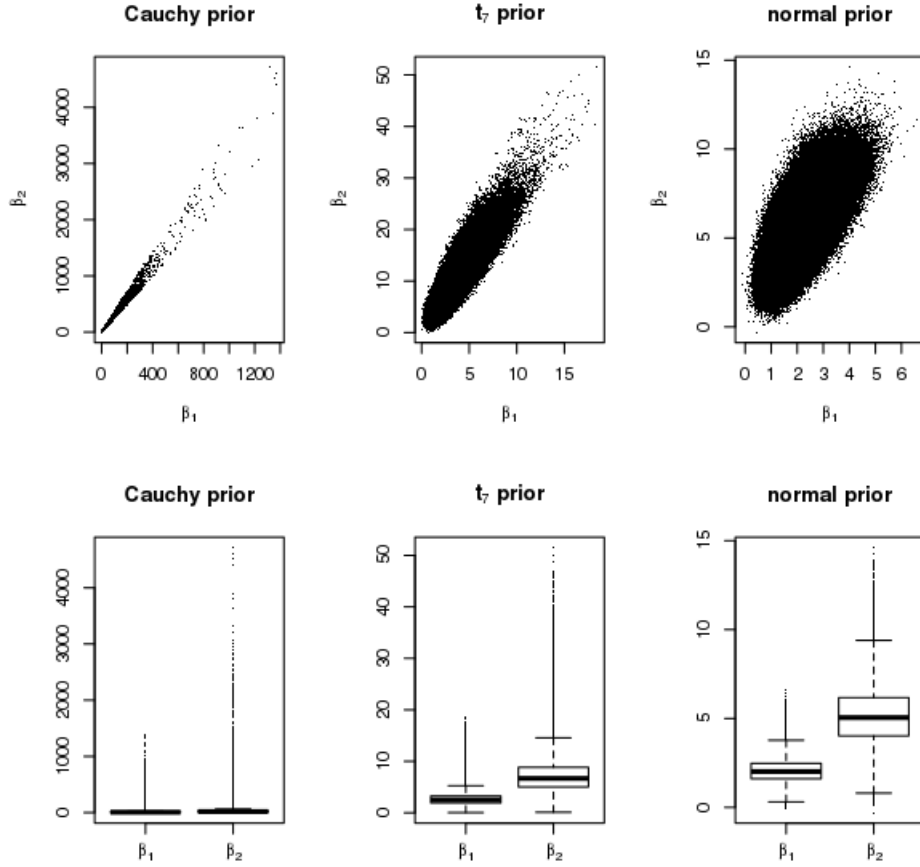 Cauchy prior
t₇ prior
normal prior
β₂
0 1000 2000 3000 4000
0 400 800 1200
β₁
β₂
0 10 20 30 40 50
0 5 10 15
β₁
β₂
0 5 10 15
0 1 2 3 4 5 6
β₁
Cauchy prior
t₇ prior
normal prior
0 1000 2000 3000 4000
β₁ β₂
0 10 20 30 40 50
β₁ β₂
0 5 10 15
β₁ β₂